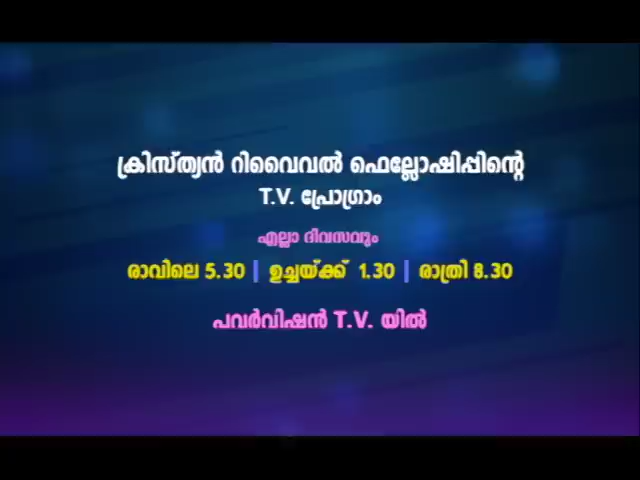 ക്രിസ്ത്യൻ റിവൈവൽ ഫെല്ലോഷിപ്പിന്റെ
T.V. പ്രോഗ്രാം
എല്ലാ ദിവസവും
രാവിലെ 5.30 | ഉച്ചയ്ക്ക് 1.30 | രാത്രി 8.30
പവർവിഷൻ T.V. യിൽ